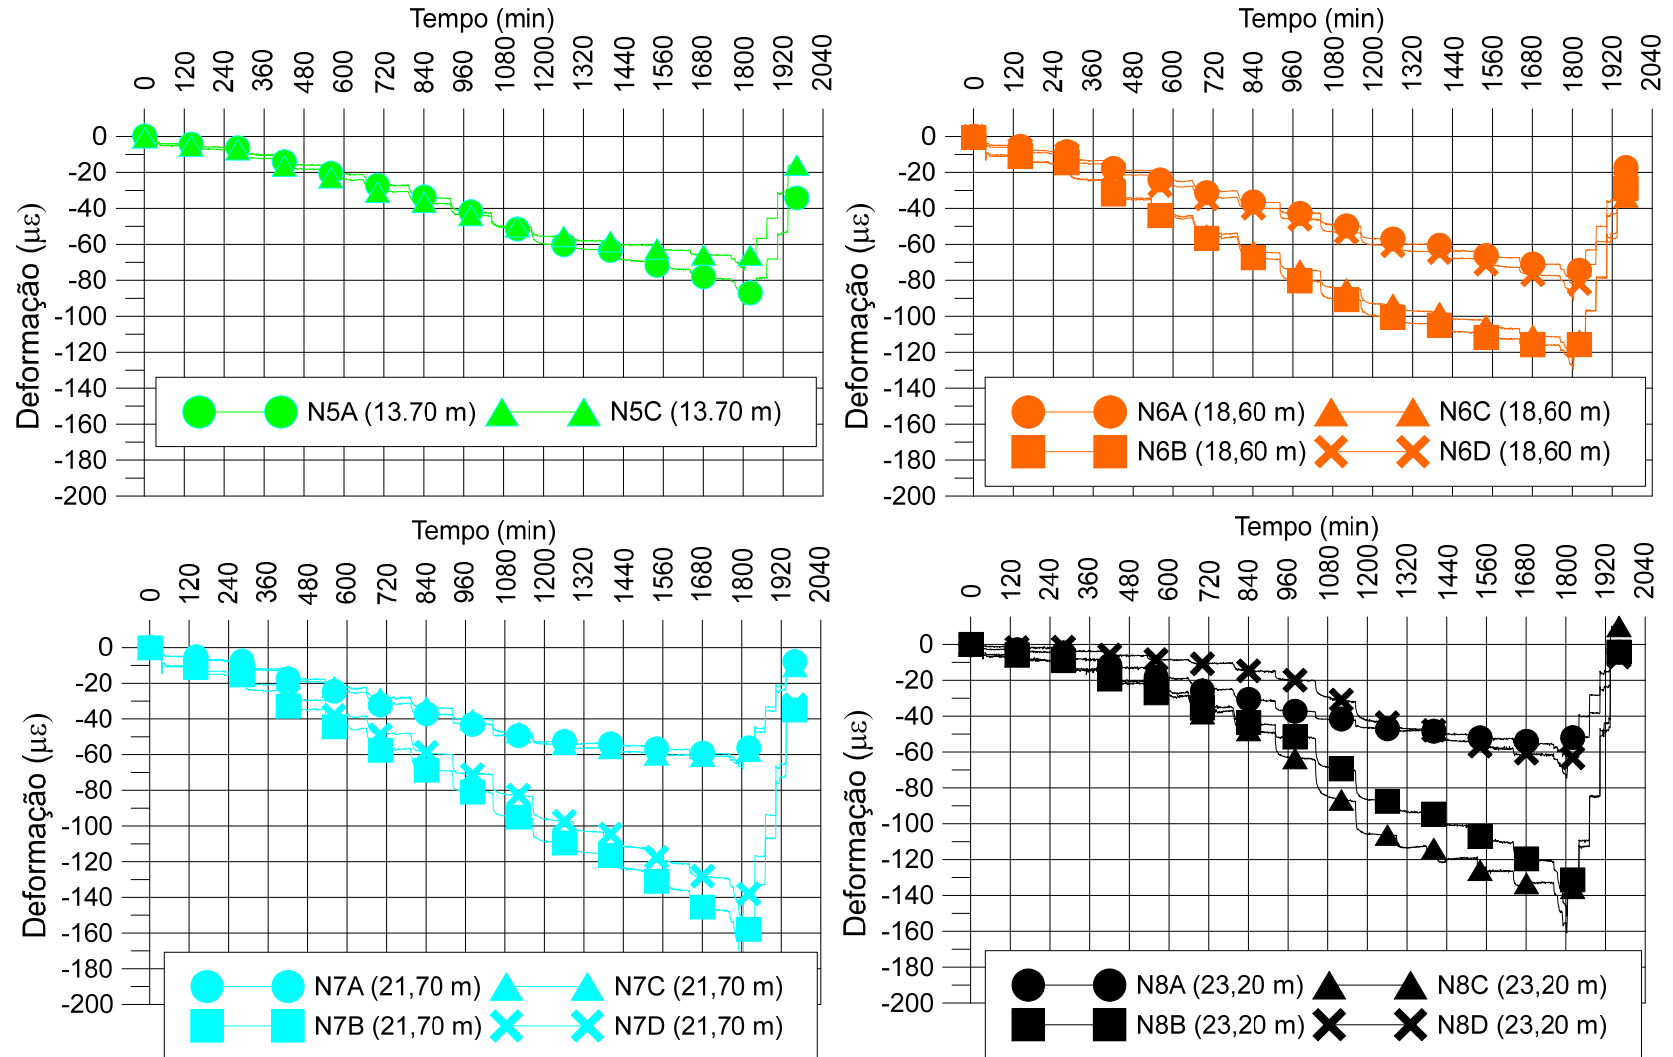 Tempo (min)
0 120 240 360 480 600 720 840 960 1080 1200 1320 1440 1560 1680 1800 1920 2040
Deformação (με)
0
-20
-40
-60
-80
-100
-120
-140
-160
-180
-200
N5A (13.70 m) N5C (13.70 m)
Tempo (min)
0 120 240 360 480 600 720 840 960 1080 1200 1320 1440 1560 1680 1800 1920 2040
Deformação (με)
0
-20
-40
-60
-80
-100
-120
-140
-160
-180
-200
N6A (18,60 m) N6C (18,60 m)
N6B (18,60 m) N6D (18,60 m)
Tempo (min)
0 120 240 360 480 600 720 840 960 1080 1200 1320 1440 1560 1680 1800 1920 2040
Deformação (με)
0
-20
-40
-60
-80
-100
-120
-140
-160
-180
-200
N7A (21,70 m) N7C (21,70 m)
N7B (21,70 m) N7D (21,70 m)
Tempo (min)
0 120 240 360 480 600 720 840 960 1080 1200 1320 1440 1560 1680 1800 1920 2040
Deformação (με)
0
-20
-40
-60
-80
-100
-120
-140
-160
-180
-200
N8A (23,20 m) N8C (23,20 m)
N8B (23,20 m) N8D (23,20 m)